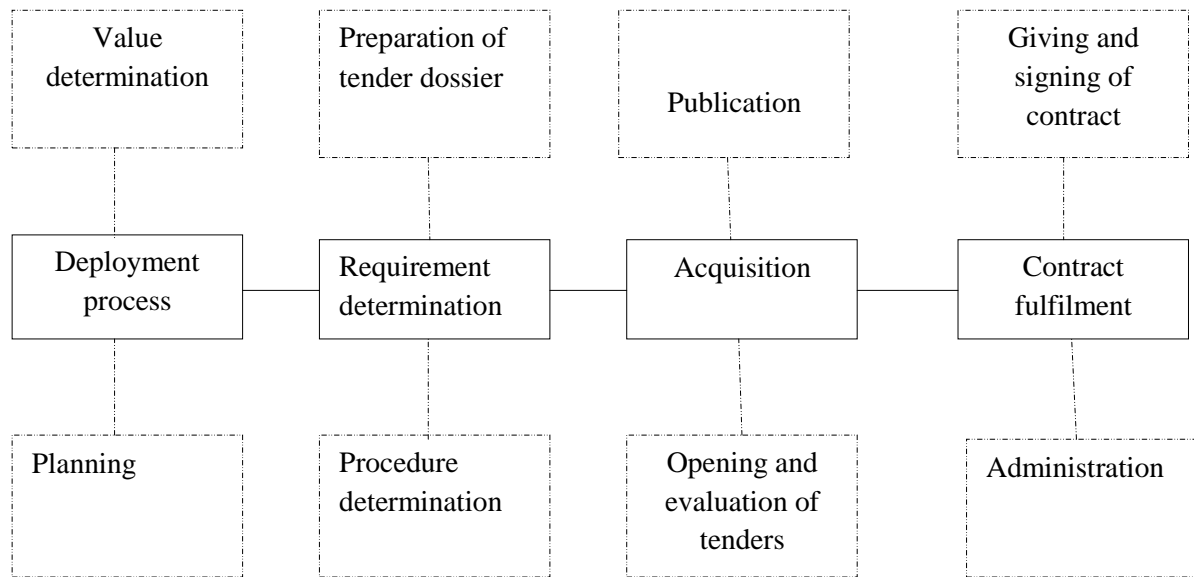 Value
determination
Preparation of
tender dossier
Publication
Giving and
signing of
contract
Deployment
process
Requirement
determination
Acquisition
Contract
fulfilment
Planning
Procedure
determination
Opening and
evaluation of
tenders
Administration